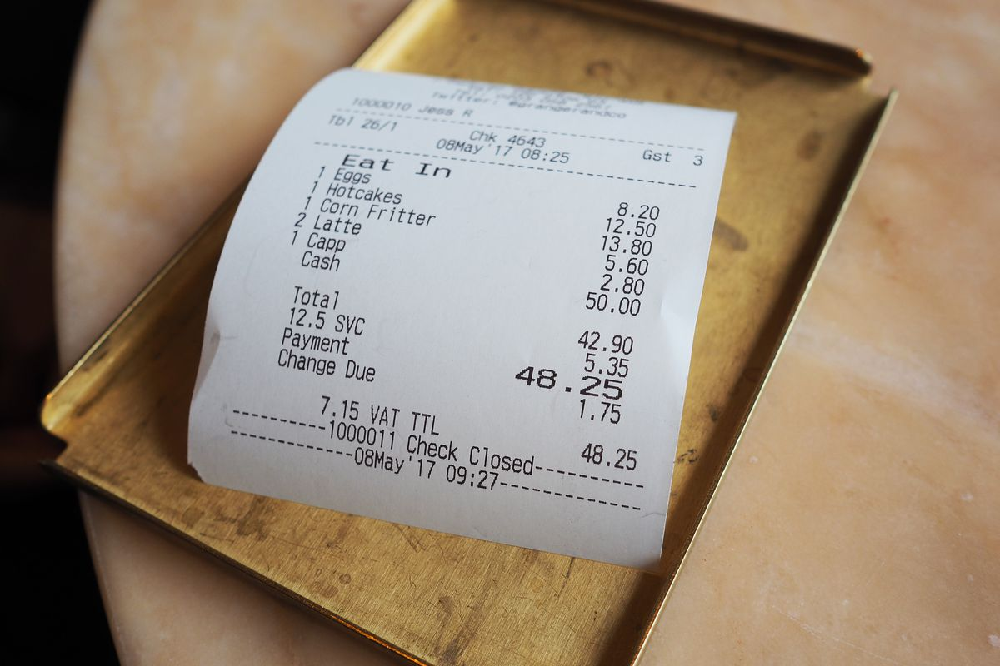 Twitter: @grangerandco
1000010 Jess R
Tbl 26/1 Chk 4643 Gst 3
08May'17 08:25
Eat In
1 Eggs 8.20
1 Hotcakes 12.50
1 Corn Fritter 13.80
2 Latte 5.60
1 Capp 2.80
Cash 50.00
Total 42.90
12.5 SVC 5.35
Payment 48.25
Change Due 1.75
7.15 VAT TTL 48.25
---------1000011 Check Closed---------
------------08May'17 09:27------------